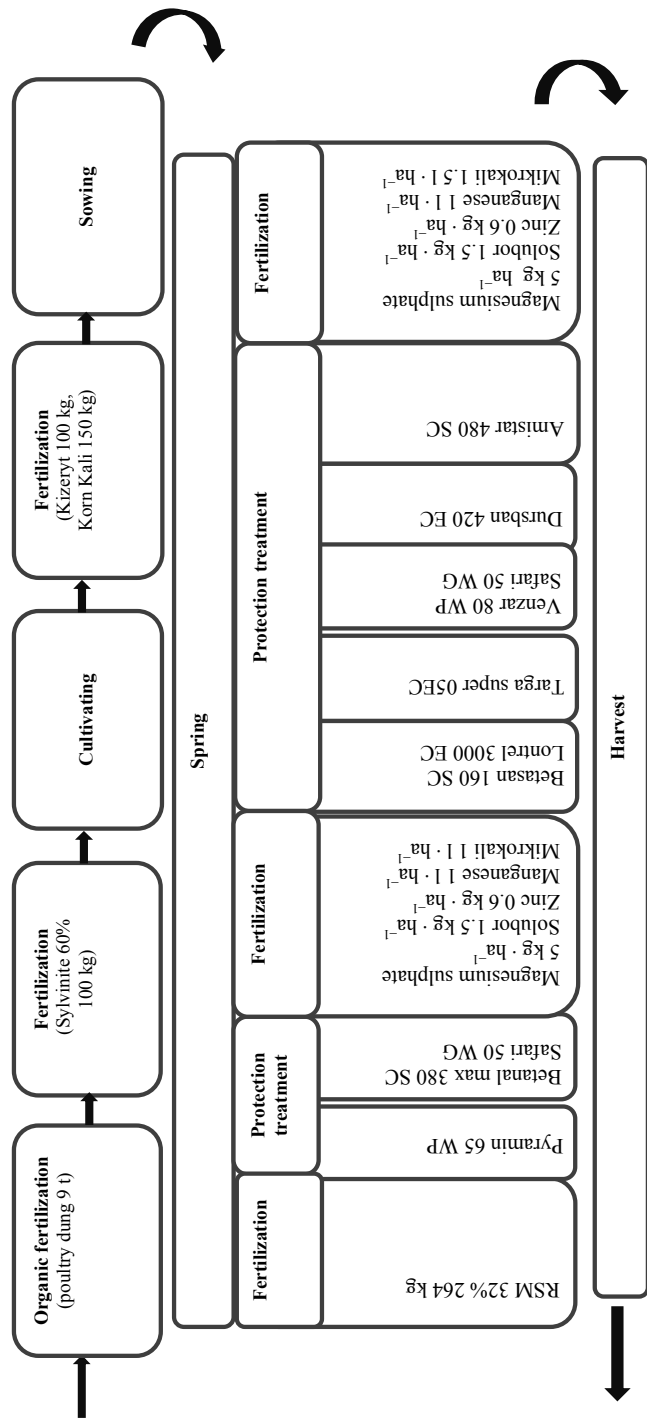 Organic fertilization
(poultry dung 9 t)
Fertilization
(Sylvinite 60%
100 kg)
Cultivating
Fertilization
(Kizeryt 100 kg,
Korn Kali 150 kg)
Sowing
Spring
Fertilization
RSM 32% 264 kg
Protection
treatment
Pyramin 65 WP
Betanal max 380 SC
Safari 50 WG
Fertilization
Magnesium sulphate
5 kg · ha⁻¹
Solubor 1.5 kg · ha⁻¹
Zinc 0.6 kg · ha⁻¹
Manganese 1 l · ha⁻¹
Mikrokali 1 l · ha⁻¹
Protection treatment
Betasan 160 SC
Lontrel 3000 EC
Targa super 05EC
Venzar 80 WP
Safari 50 WG
Dursban 420 EC
Amistar 480 SC
Fertilization
Magnesium sulphate
5 kg ha⁻¹
Solubor 1.5 kg · ha⁻¹
Zinc 0.6 kg · ha⁻¹
Manganese 1 l · ha⁻¹
Mikrokali 1.5 l · ha⁻¹
Harvest